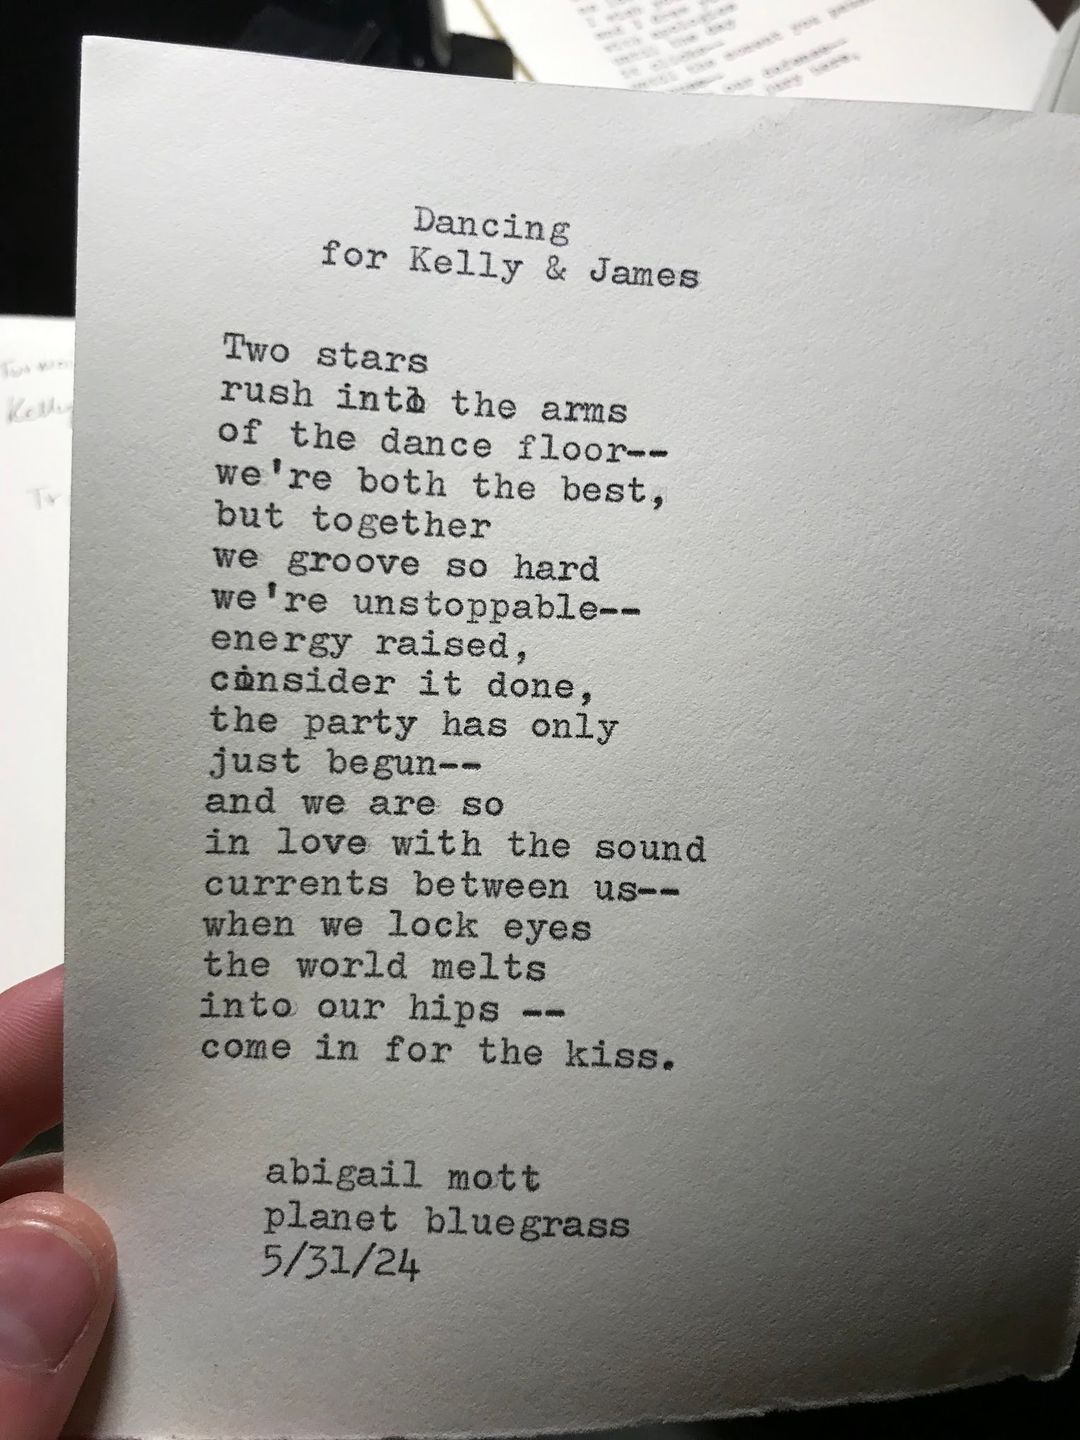 Dancing
for Kelly & James
Two stars
rush into the arms
of the dance floor--
we're both the best,
but together
we groove so hard
we're unstoppable--
energy raised,
consider it done,
the party has only
just begun--
and we are so
in love with the sound
currents between us--
when we lock eyes
the world melts
into our hips --
come in for the kiss.
abigail mott
planet bluegrass
5/31/24
Kelly